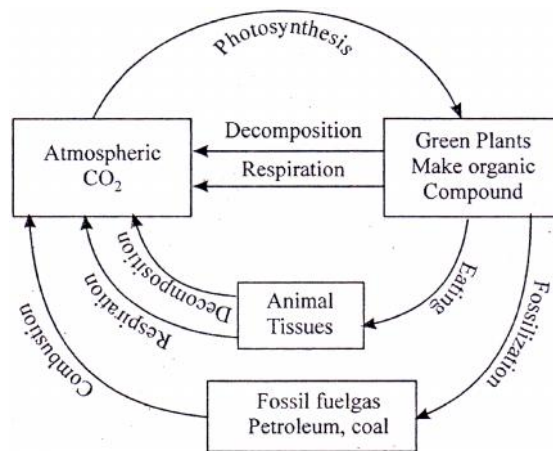 Photosynthesis
Atmospheric
CO₂
Decomposition
Respiration
Green Plants
Make organic
Compound
Decomposition
Respiration
Combustion
Animal
Tissues
Eating
Fossilization
Fossil fuelgas
Petroleum, coal